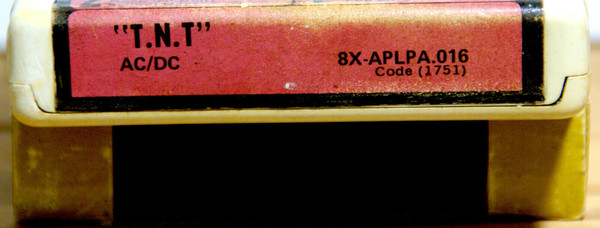 "T.N.T"
AC/DC
8X-APLPA.016
Code (1751)